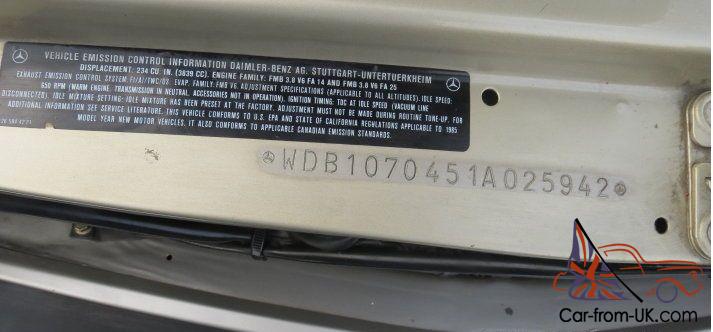 VEHICLE EMISSION CONTROL INFORMATION DAIMLER-BENZ AG. STUTTGART-UNTERTUERKHEIM
DISPLACEMENT: 234 CU IN. (3839 CC). ENGINE FAMILY: FMB 3.8 V6 FA 14 AND FMB 3.8 V6 FA 25
EXHAUST EMISSION CONTROL SYSTEM: EVAP. FAMILY: FMB V6. ADJUSTMENT SPECIFICATIONS (APPLICABLE TO ALL ALTITUDES). IDLE SPEED:
650 RPM (WARM ENGINE. TRANSMISSION IN NEUTRAL. ACCESSORIES NOT IN OPERATION). IGNITION TIMING: TDC AT IDLE SPEED (VACUUM LINE
DISCONNECTED). IDLE MIXTURE SETTING: IDLE MIXTURE HAS BEEN PRESET AT THE FACTORY. ADJUSTMENT MUST NOT BE MADE DURING ROUTINE TUNE-UP. FOR
ADDITIONAL INFORMATION SEE SERVICE LITERATURE. THIS VEHICLE CONFORMS TO U.S. EPA AND STATE OF CALIFORNIA REGULATIONS APPLICABLE TO 1985
MODEL YEAR NEW MOTOR VEHICLES. IT ALSO CONFORMS TO APPLICABLE CANADIAN EMISSION STANDARDS.
WDB1070451A025942
Car-from-UK.com